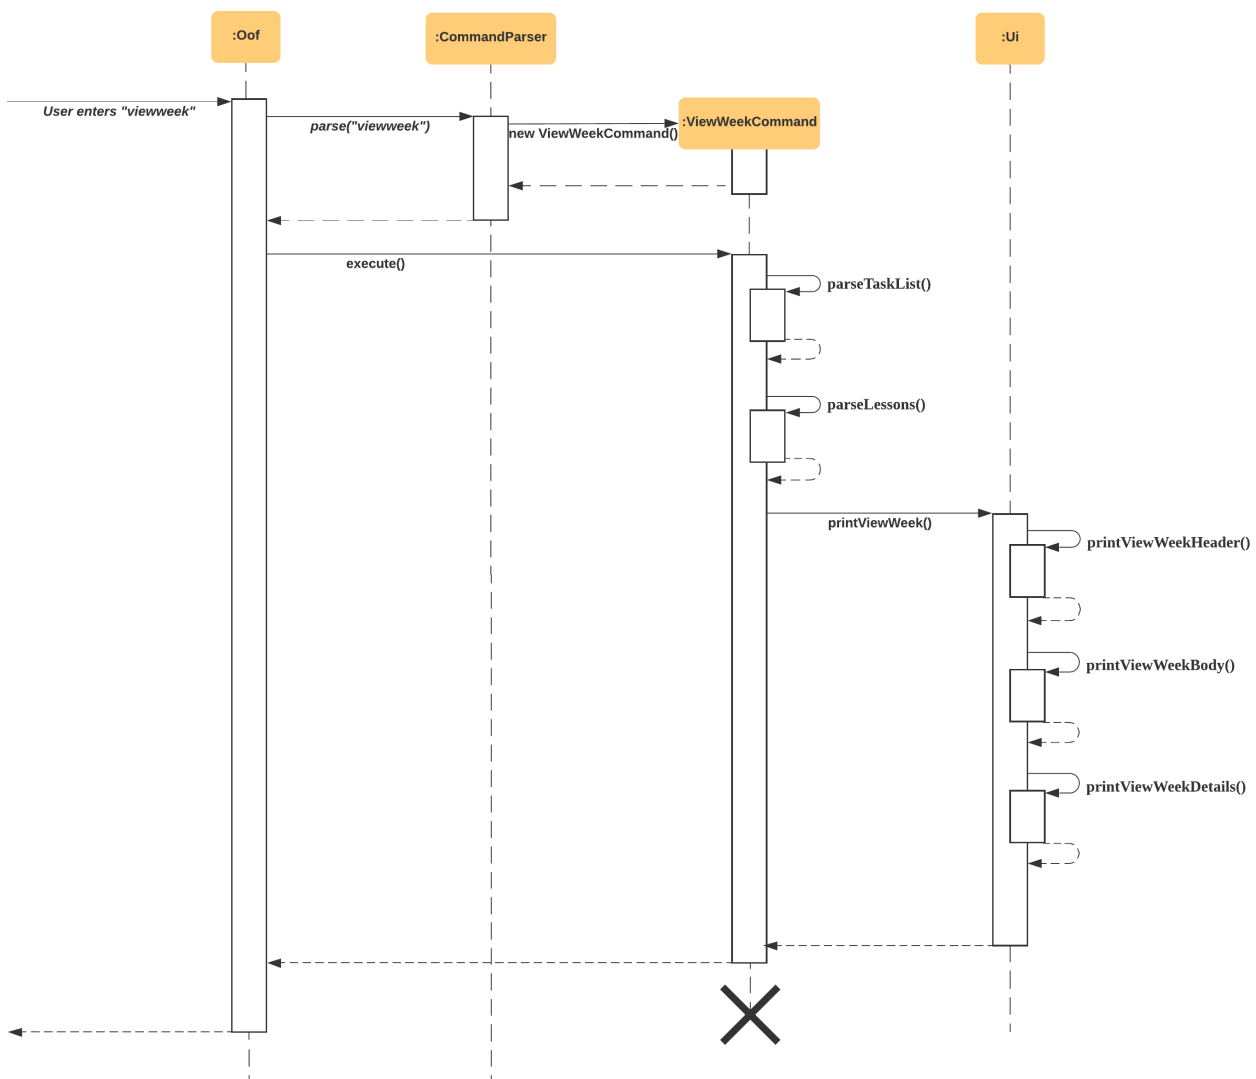 :Oof
:CommandParser
:Ui
User enters "viewweek"
parse("viewweek")
new ViewWeekCommand()
:ViewWeekCommand
execute()
parseTaskList()
parseLessons()
printViewWeek()
printViewWeekHeader()
printViewWeekBody()
printViewWeekDetails()